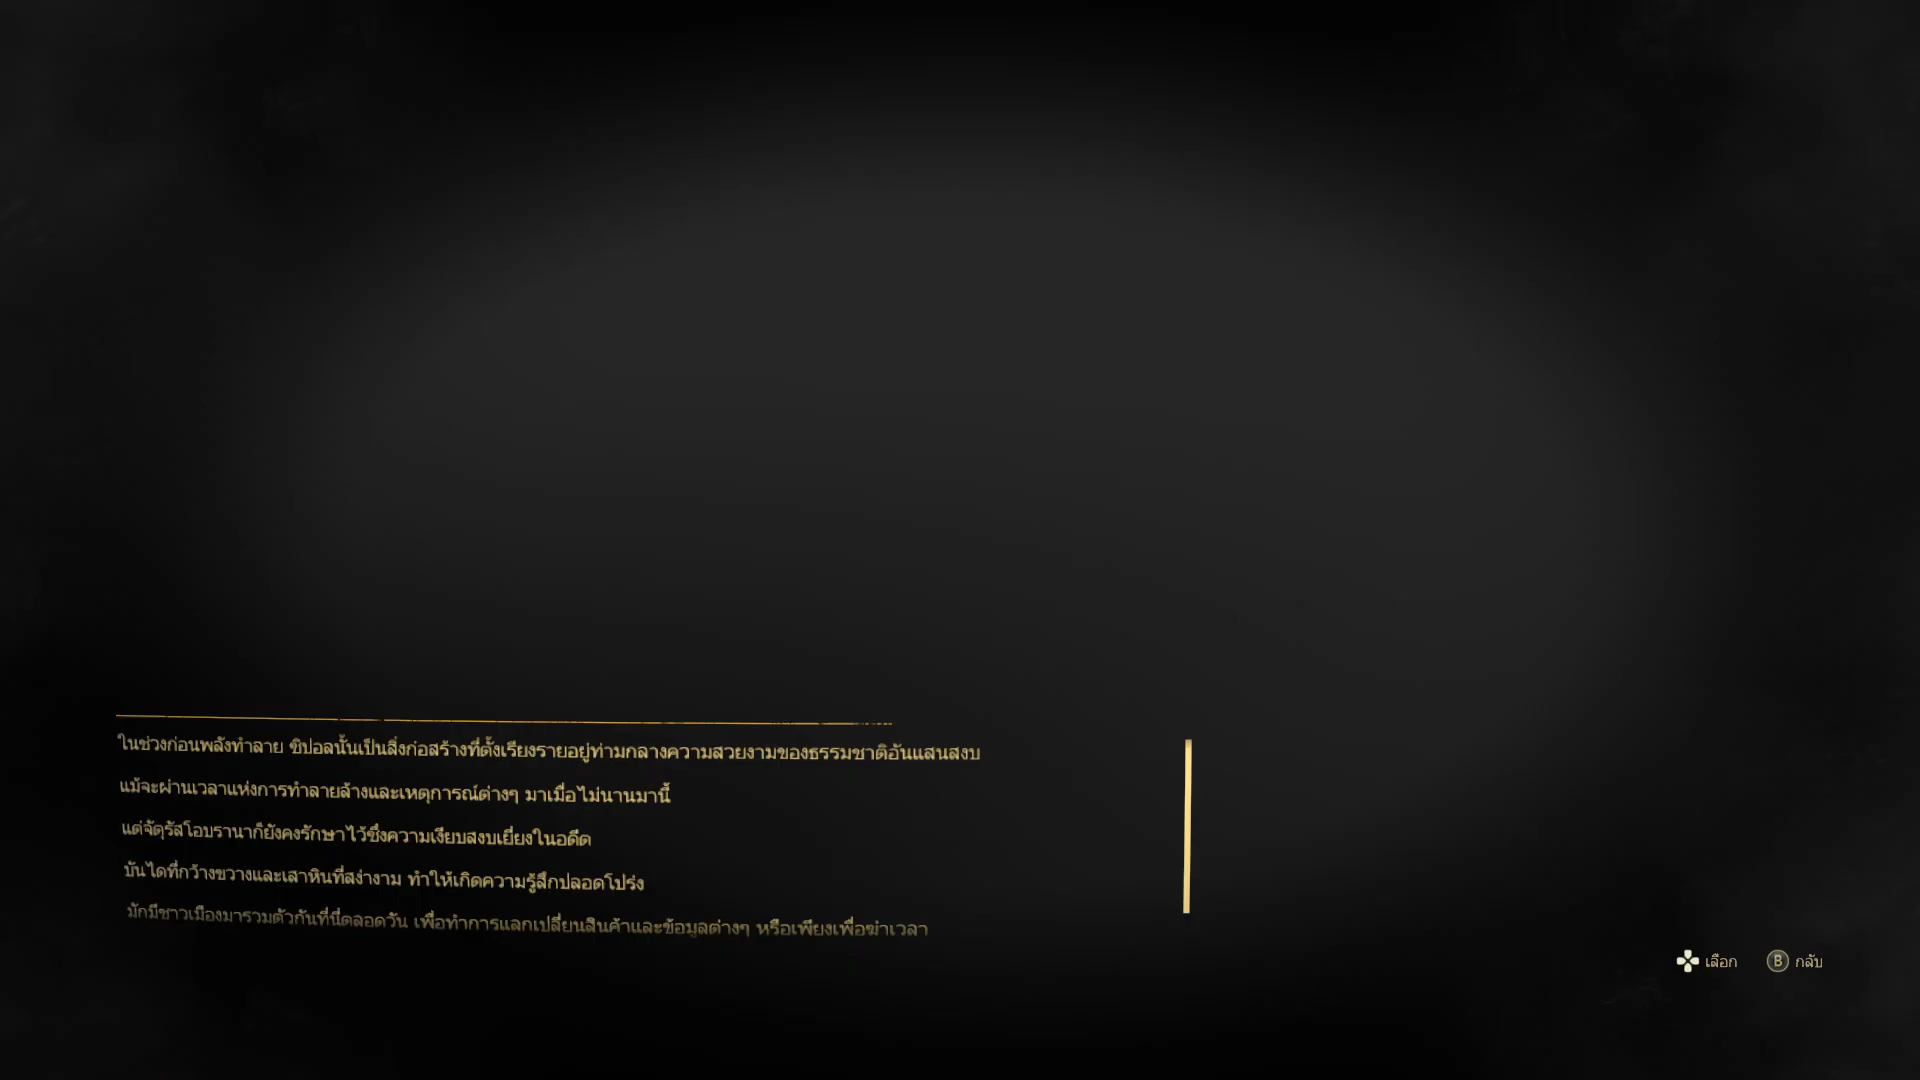 ในช่วงก่อนพลังทำลาย ชิปอลนั้นเป็นสิ่งก่อสร้างที่ตั้งเรียงรายอยู่ท่ามกลางความสวยงามของธรรมชาติอันแสนสงบ
แม้จะผ่านเวลาแห่งการทำลายล้างและเหตุการณ์ต่างๆ มาเมื่อไม่นานมานี้
แต่จัตุรัสโอบรานาก็ยังคงรักษาไว้ซึ่งความเงียบสงบเยี่ยงในอดีต
บันไดที่กว้างขวางและเสาหินที่สง่างาม ทำให้เกิดความรู้สึกปลอดโปร่ง
มักมีชาวเมืองมารวมตัวกันที่นี่ตลอดวัน เพื่อทำการแลกเปลี่ยนสินค้าและข้อมูลต่างๆ หรือเพียงเพื่อฆ่าเวลา
เลือก B กลับ